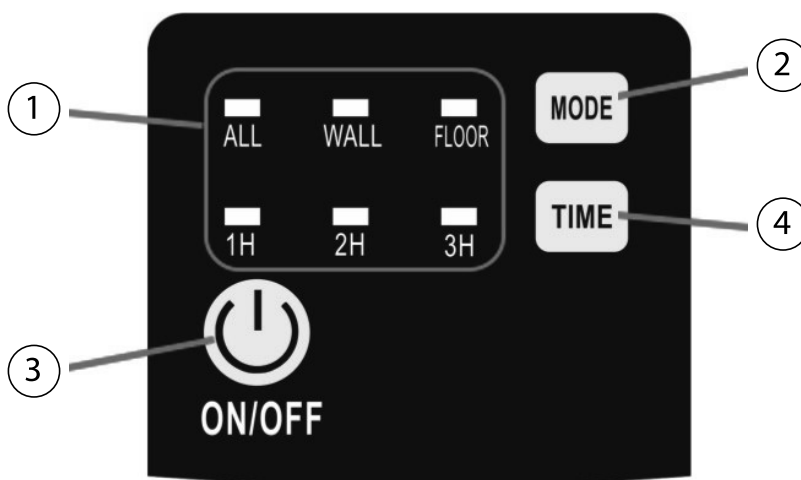 2
1
MODE
ALL WALL FLOOR
TIME
4
1H 2H 3H
3
ON/OFF